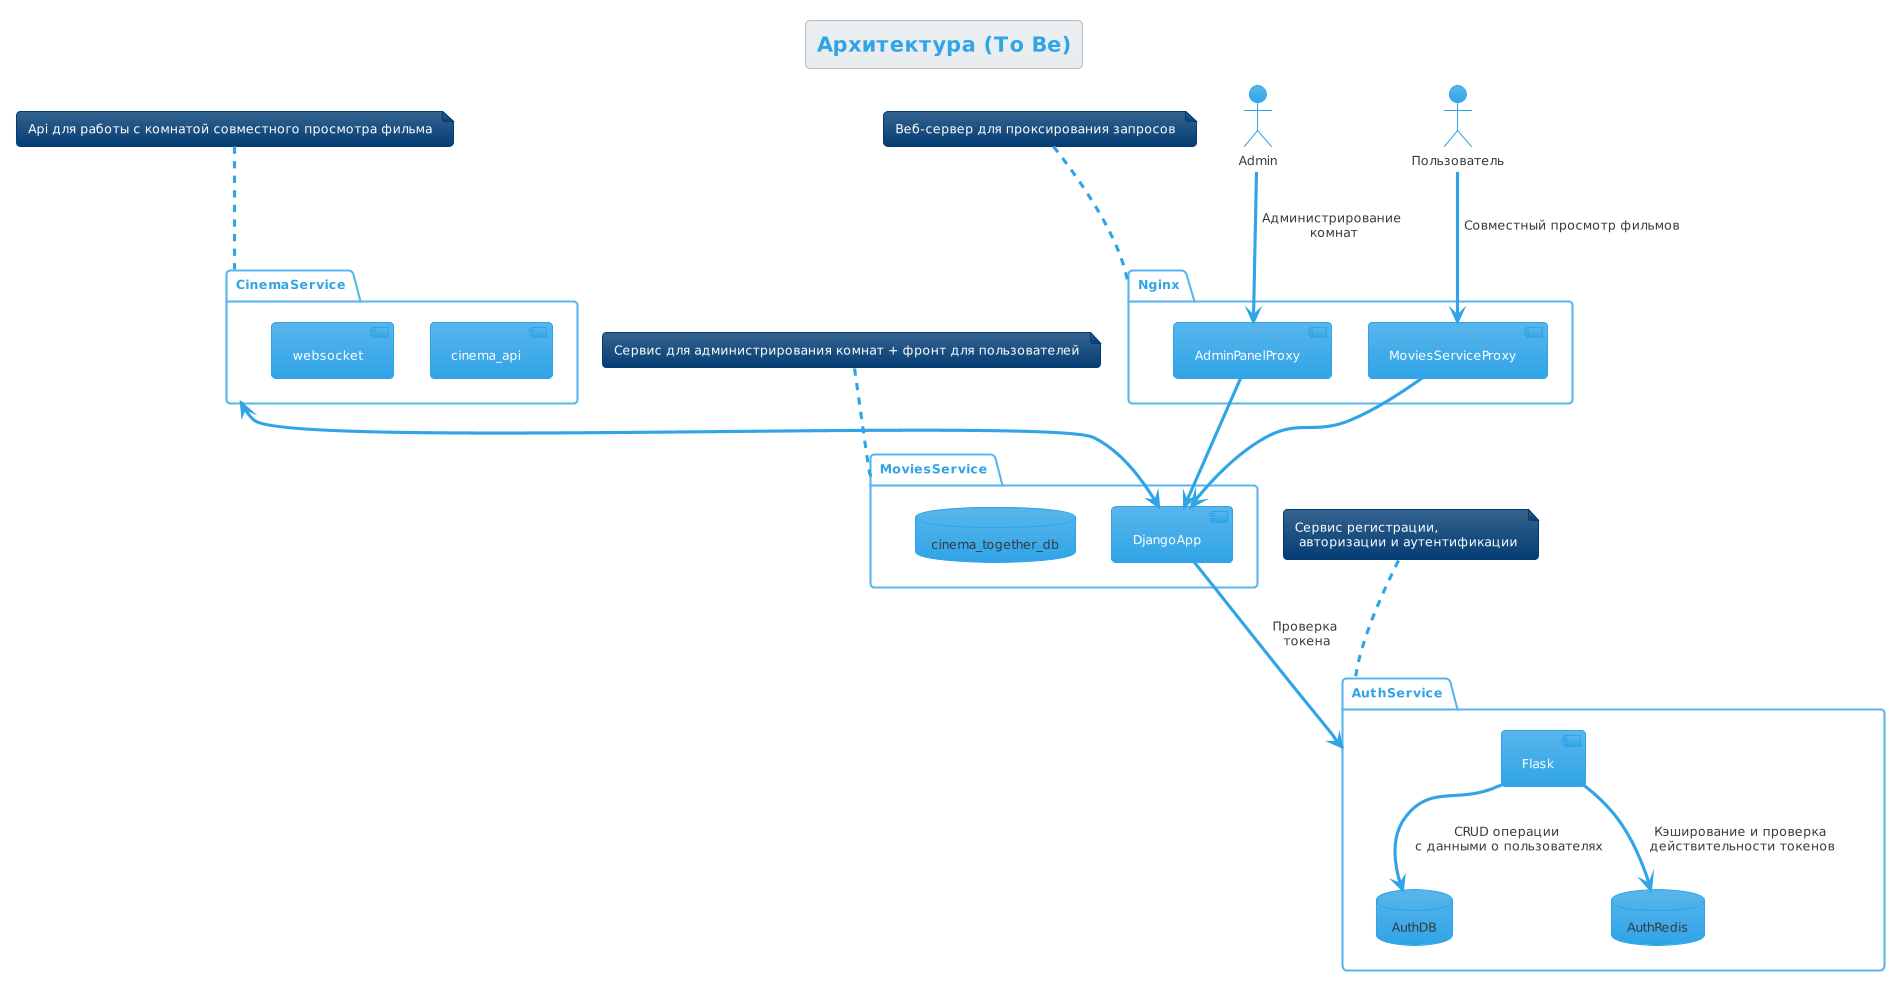 Архитектура (To Be)
Api для работы с комнатой совместного просмотра фильма
Веб-сервер для проксирования запросов
Admin
Пользователь
Администрирование
комнат
Совместный просмотр фильмов
CinemaService
websocket
cinema_api
Nginx
AdminPanelProxy
MoviesServiceProxy
Сервис для администрирования комнат + фронт для пользователей
MoviesService
cinema_together_db
DjangoApp
Сервис регистрации,
авторизации и аутентификации
Проверка
токена
AuthService
Flask
CRUD операции
с данными о пользователях
Кэширование и проверка
действительности токенов
AuthDB
AuthRedis